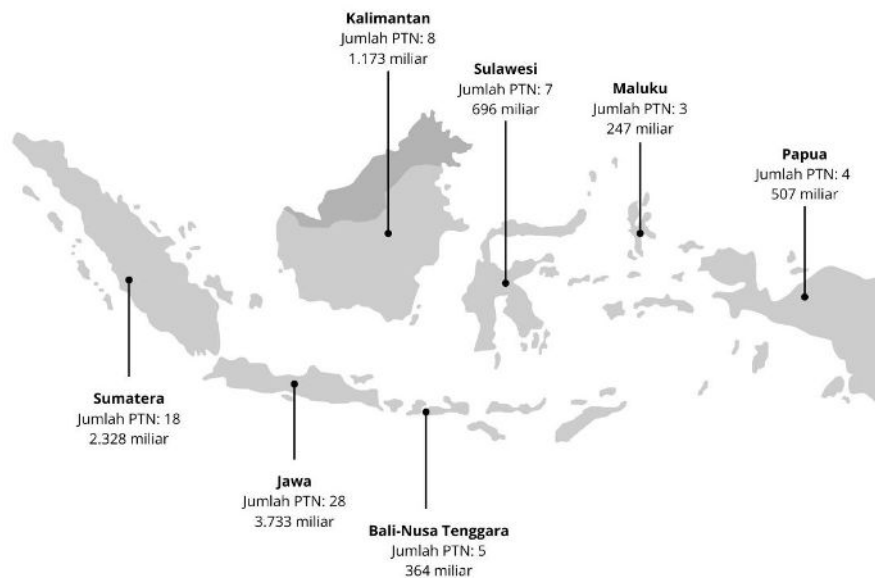 Kalimantan
Jumlah PTN: 8
1.173 miliar
Sulawesi
Jumlah PTN: 7
696 miliar
Maluku
Jumlah PTN: 3
247 miliar
Papua
Jumlah PTN: 4
507 miliar
Sumatera
Jumlah PTN: 18
2.328 miliar
Jawa
Jumlah PTN: 28
3.733 miliar
Bali-Nusa Tenggara
Jumlah PTN: 5
364 miliar